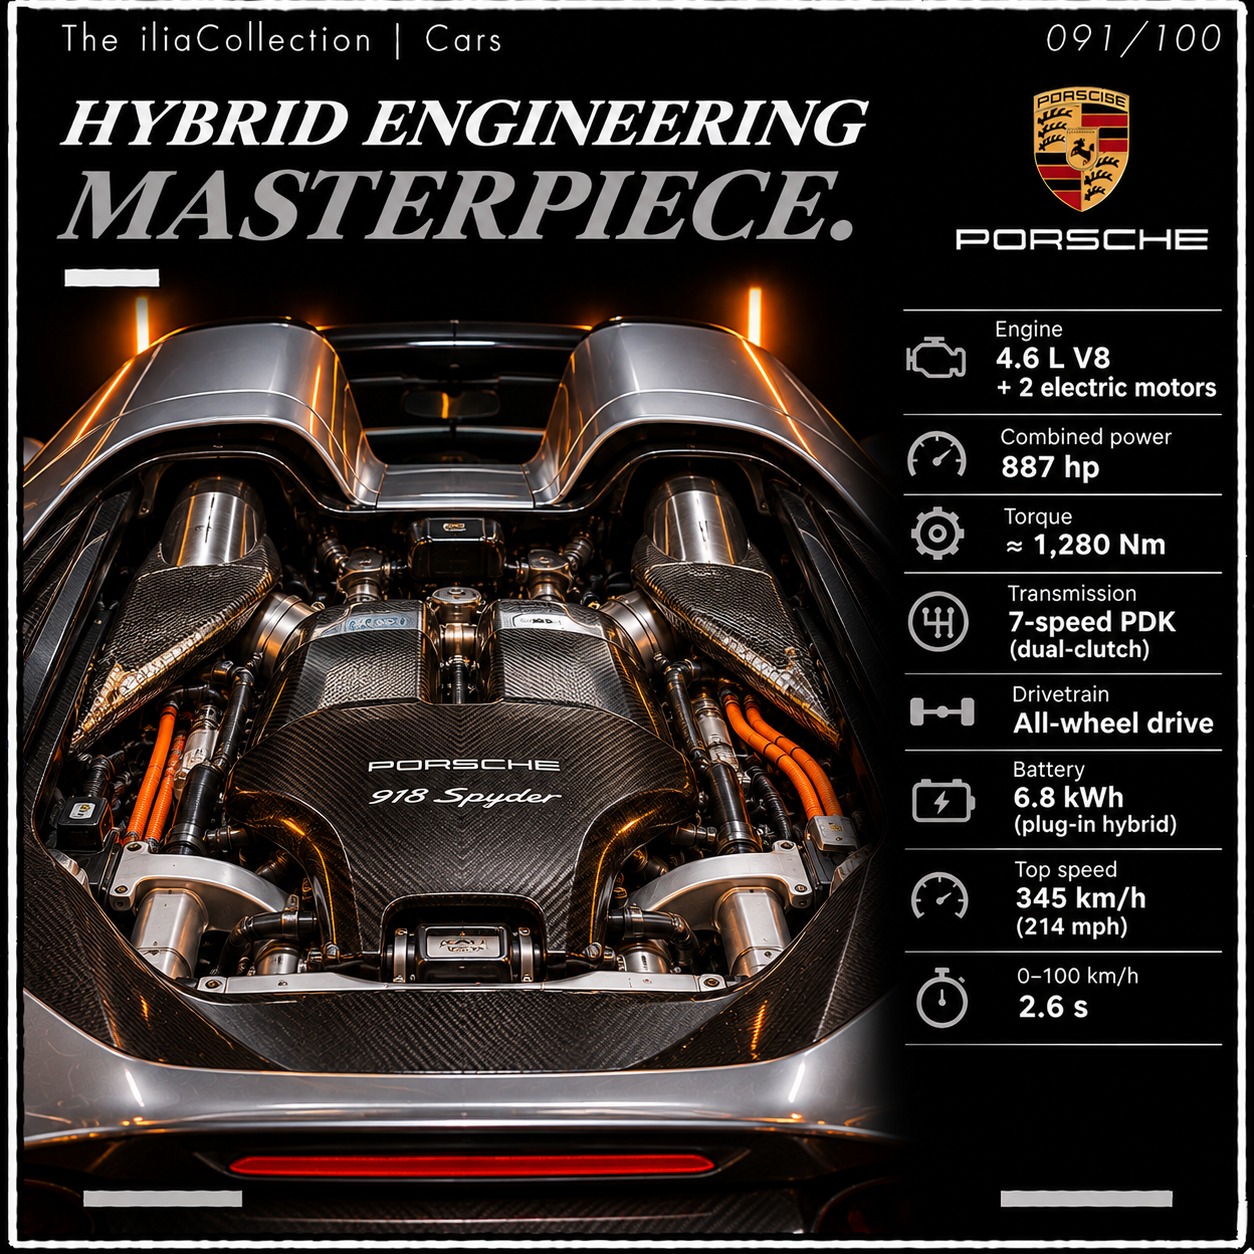 The iliaCollection | Cars
091/100
HYBRID ENGINEERING
MASTERPIECE.
PORSCISE
PORSCHE
Engine
4.6 L V8
+ 2 electric motors
Combined power
887 hp
Torque
≈ 1,280 Nm
Transmission
7-speed PDK
(dual-clutch)
Drivetrain
All-wheel drive
Battery
6.8 kWh
(plug-in hybrid)
Top speed
345 km/h
(214 mph)
0–100 km/h
2.6 s
PORSCHE
918 Spyder